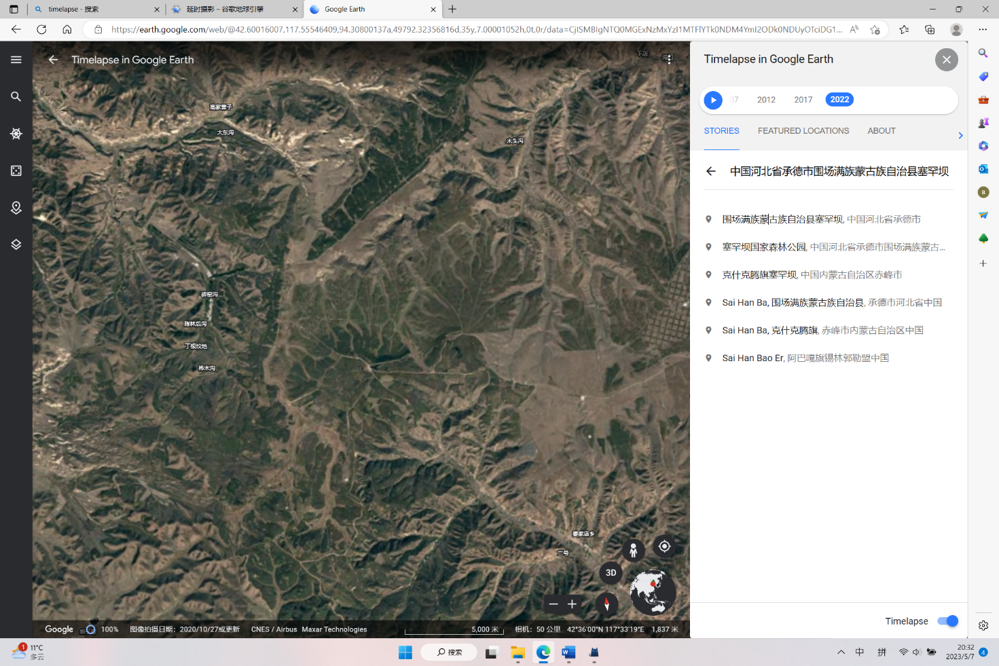 timelapse - 搜索
延时摄影 – 谷歌地球引擎
Google Earth
https://earth.google.com/web/@42.60016007,117.55546409,94.30800137a,49792.32356816d,35y,7.00001052h,0t,0r/data=CjISMBIgNTQ0MGExNzMxYzI1MTFlYTk0NDM4YmI2ODk0NDUyOTciDG1...
Timelapse in Google Earth
下店
高家营子
大东沟
木头沟
砖窑沟
陈林后沟
丁根坟地
桦木沟
姜家店乡
二号
3D
Google
100%
图像拍摄日期: 2020/10/27或更新
CNES / Airbus Maxar Technologies
5,000 米
相机: 50 公里
42°36'00"N 117°33'19"E
1,837 米
Timelapse in Google Earth
07
2012
2017
2022
STORIES
FEATURED LOCATIONS
ABOUT
中国河北省承德市围场满族蒙古族自治县塞罕坝
围场满族蒙古族自治县塞罕坝, 中国河北省承德市
塞罕坝国家森林公园, 中国河北省承德市围场满族蒙古...
克什克腾旗塞罕坝, 中国内蒙古自治区赤峰市
Sai Han Ba, 围场满族蒙古族自治县, 承德市河北省中国
Sai Han Ba, 克什克腾旗, 赤峰市内蒙古自治区中国
Sai Han Bao Er, 阿巴嘎旗锡林郭勒盟中国
Timelapse
B
1
11°C
多云
搜索
中
拼
20:32
2023/5/7
4